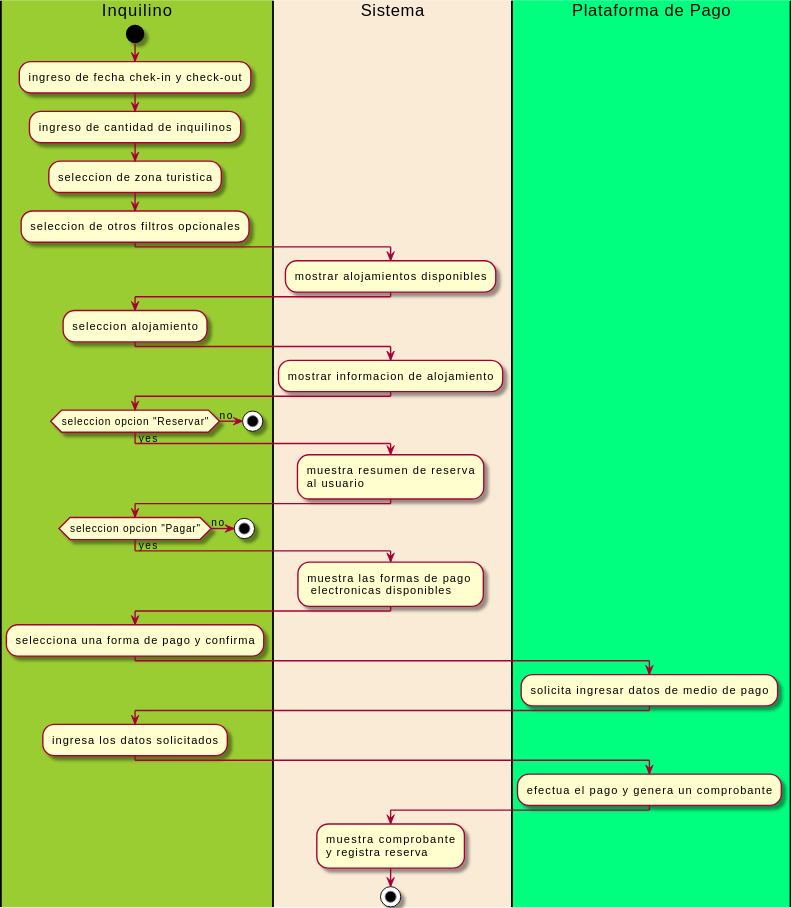 Inquilino
Sistema
Plataforma de Pago
ingreso de fecha chek-in y check-out
ingreso de cantidad de inquilinos
seleccion de zona turistica
seleccion de otros filtros opcionales
mostrar alojamientos disponibles
seleccion alojamiento
mostrar informacion de alojamiento
seleccion opcion "Reservar"
no
yes
muestra resumen de reserva
al usuario
seleccion opcion "Pagar"
no
yes
muestra las formas de pago
electronicas disponibles
selecciona una forma de pago y confirma
solicita ingresar datos de medio de pago
ingresa los datos solicitados
efectua el pago y genera un comprobante
muestra comprobante
y registra reserva